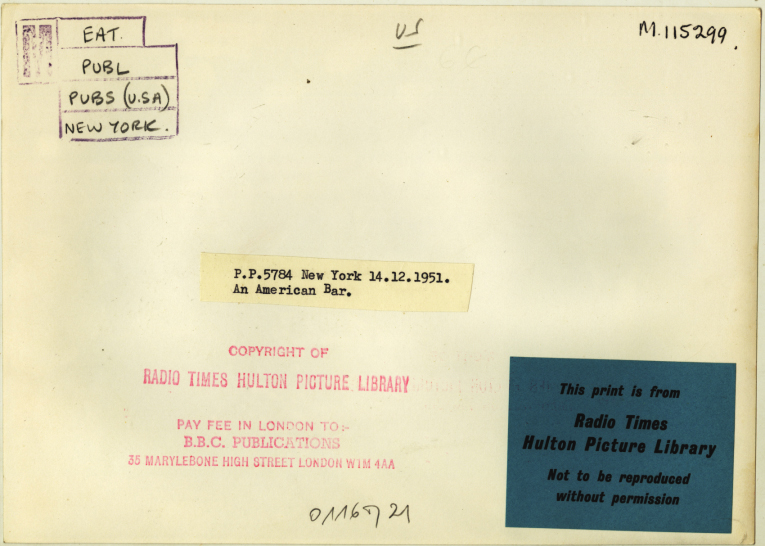 EAT.
PUBL
PUBS (U.S.A)
NEW YORK.
US
M.115299.
P.P.5784 New York 14.12.1951.
An American Bar.
COPYRIGHT OF
RADIO TIMES HULTON PICTURE LIBRARY
PAY FEE IN LONDON TO:-
B.B.C. PUBLICATIONS
35 MARYLEBONE HIGH STREET LONDON W1M 4AA
This print is from
Radio Times
Hulton Picture Library
Not to be reproduced
without permission